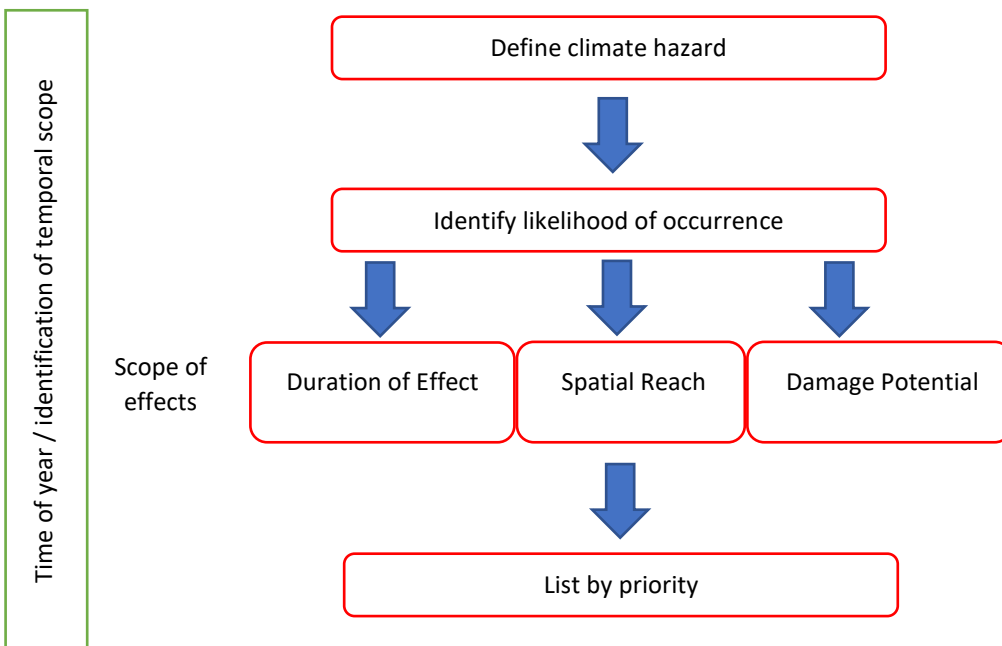 Time of year / identification of temporal scope
Define climate hazard
Identify likelihood of occurrence
Scope of
effects
Duration of Effect
Spatial Reach
Damage Potential
List by priority